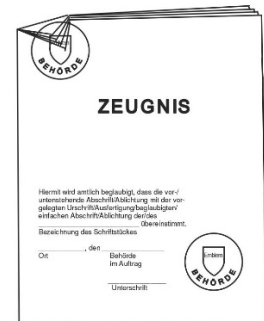 BEHÖRDE
ZEUGNIS
Hiermit wird amtlich beglaubigt, dass die vor-/
untenstehende Abschrift/Ablichtung mit der vor-
gelegten Urschrift/Ausfertigung/beglaubigten/
einfachen Abschrift/Ablichtung der/des
übereinstimmt.
Bezeichnung des Schriftstückes
, den
Ort Behörde
im Auftrag
Unterschrift
Emblem
BEHÖRDE